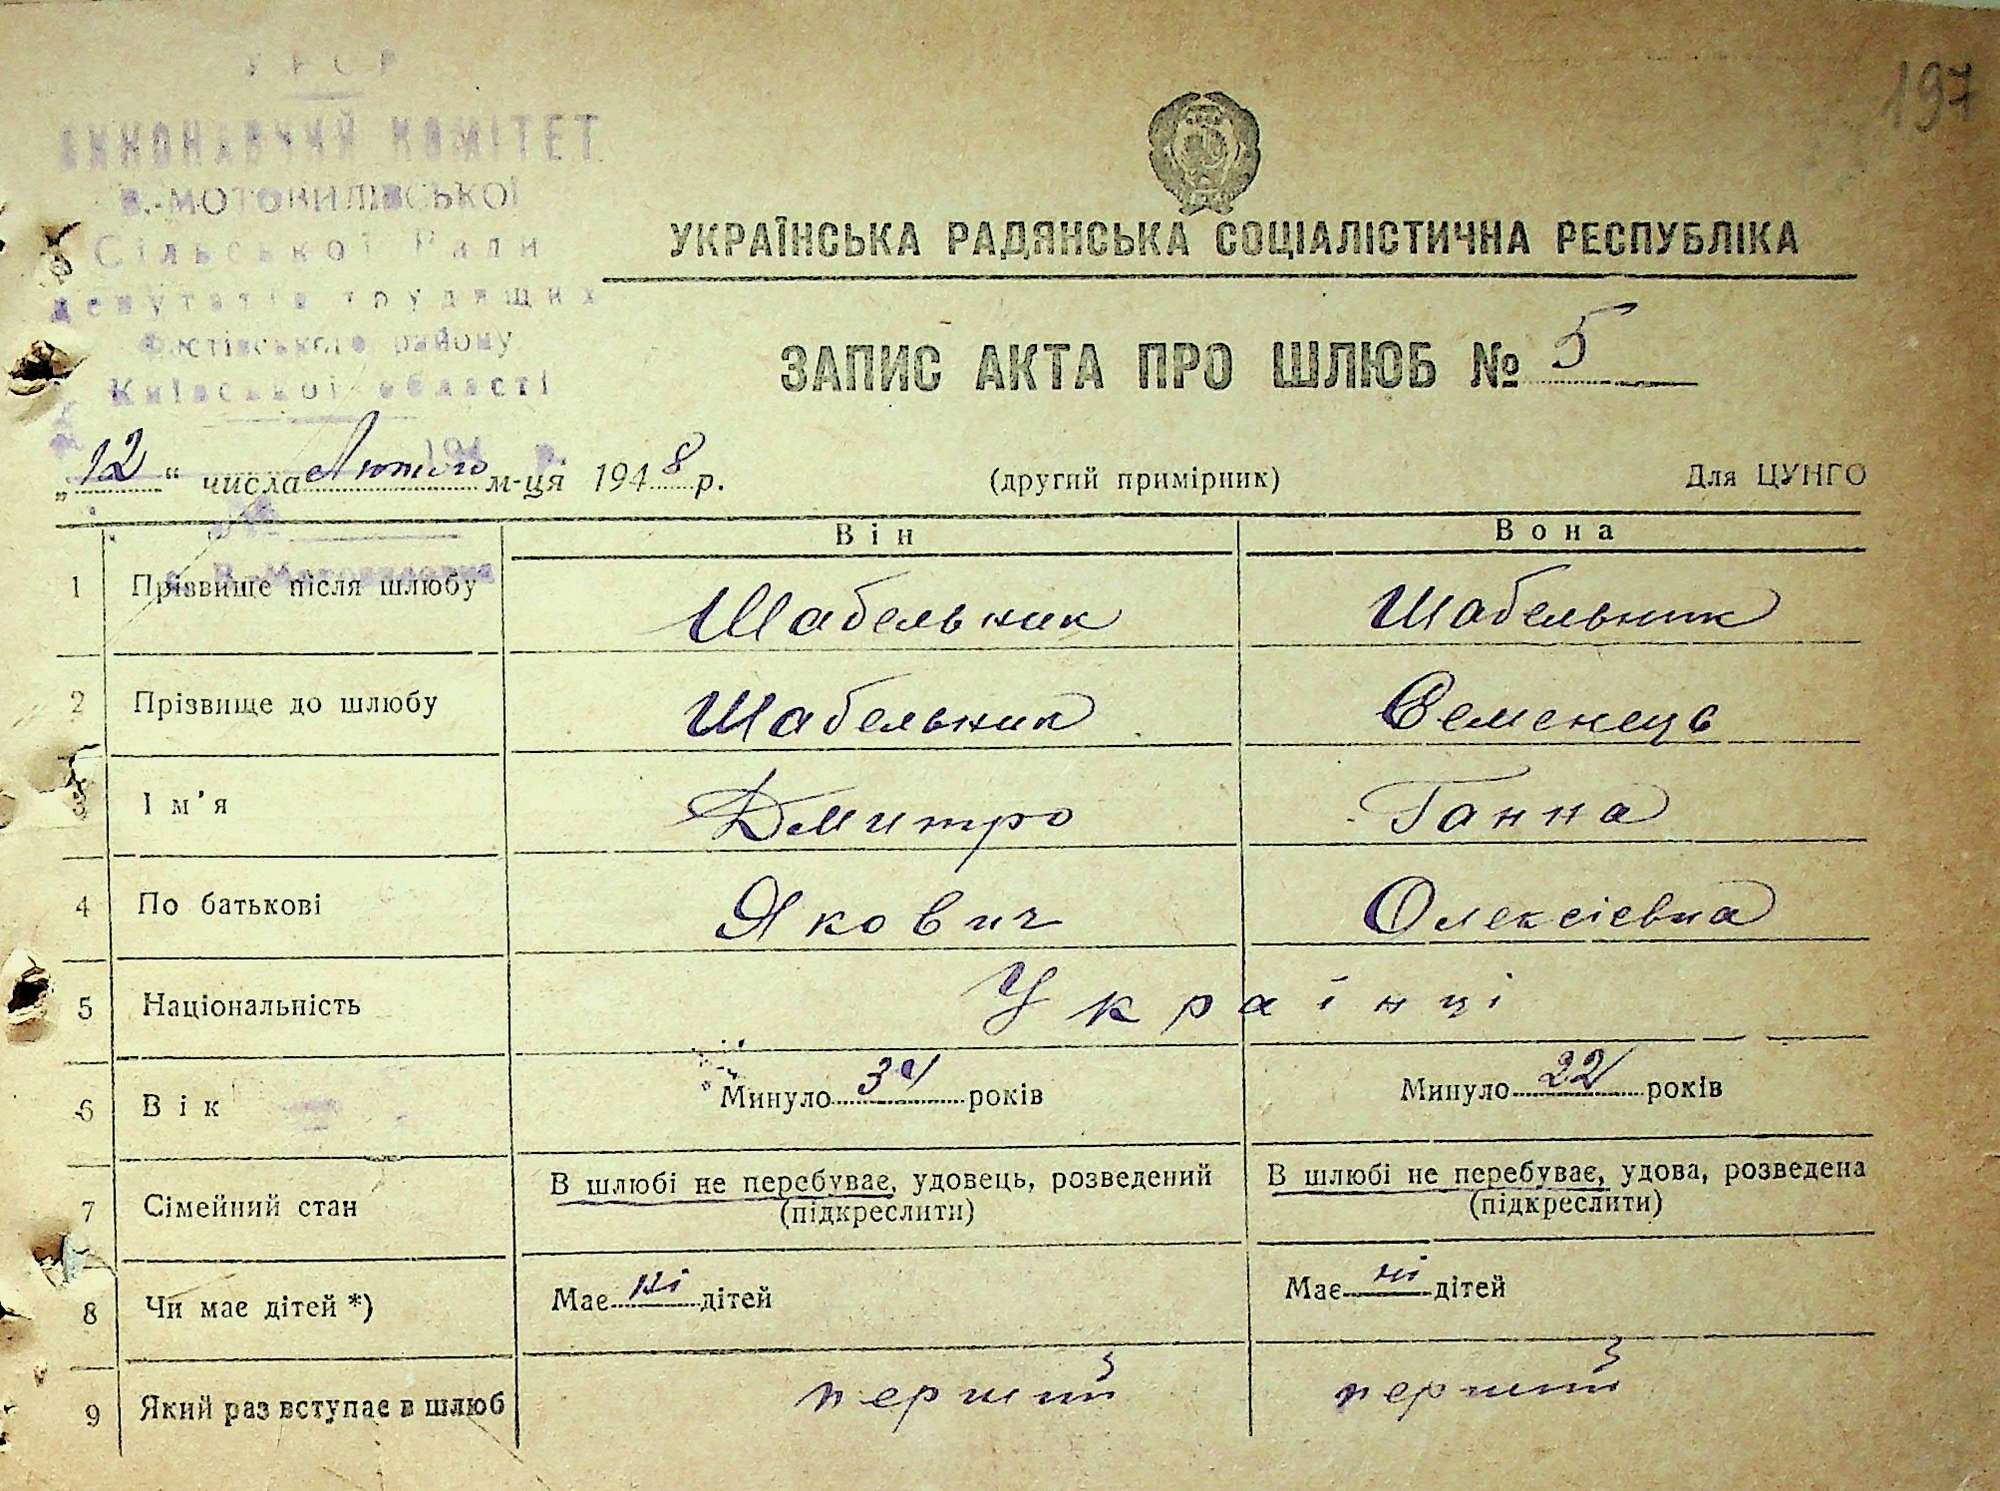 197
УРСР
ВИКОНАВЧИЙ КОМІТЕТ
В.-МОТОВИЛІВСЬКОЇ
Сільської Ради
депутатів трудящих
Фастівського району
Київської області
194 р.
с. В.-Мотовилівка
УКРАЇНСЬКА РАДЯНСЬКА СОЦІАЛІСТИЧНА РЕСПУБЛІКА
ЗАПИС АКТА ПРО ШЛЮБ № 5
„12“ числа Лютого м-ця 1948 р. (другий примірник) Для ЦУНГО
Він Вона
1 Прізвище після шлюбу Шабельник Шабельник
2 Прізвище до шлюбу Шабельник Семенець
3 Ім’я Дмитро Ганна
4 По батькові Якович Олексієвна
5 Національність Українці
6 Вік Минуло 34 років Минуло 22 років
7 Сімейний стан В шлюбі не перебуває, удовець, розведений В шлюбі не перебуває, удова, розведена
(підкреслити) (підкреслити)
8 Чи має дітей *) Має ні дітей Має ні дітей
9 Який раз вступає в шлюб перший перший